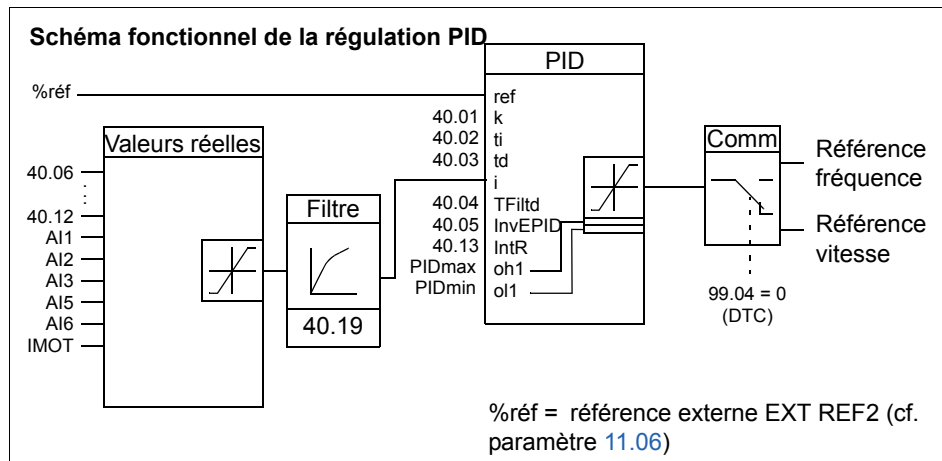 Schéma fonctionnel de la régulation PID
PID
%réf
ref
40.01
k
40.02
ti
40.03
td
i
40.04
TFiltd
40.05
InvEPID
40.13
IntR
PIDmax
oh1
PIDmin
ol1
Valeurs réelles
40.06
40.12
AI1
AI2
AI3
AI5
AI6
IMOT
Filtre
40.19
Comm
Référence
fréquence
Référence
vitesse
99.04 = 0
(DTC)
%réf = référence externe EXT REF2 (cf.
paramètre 11.06)